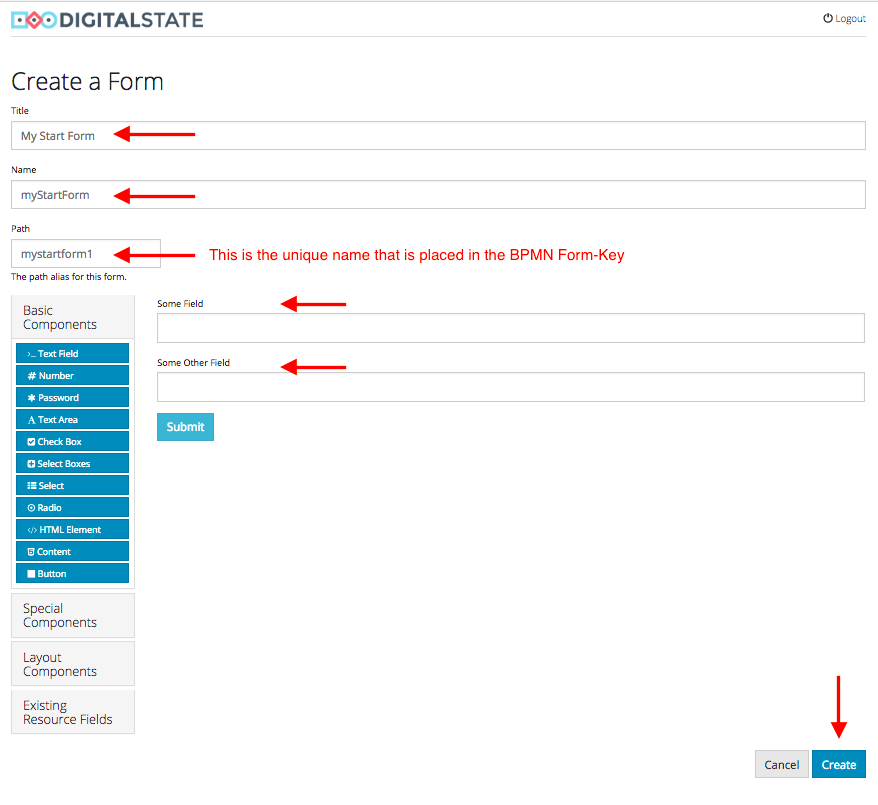 DIGITALSTATE
Logout
Create a Form
Title
My Start Form
Name
myStartForm
Path
mystartform1
This is the unique name that is placed in the BPMN Form-Key
The path alias for this form.
Basic
Components
>_ Text Field
# Number
✱ Password
A Text Area
Check Box
Select Boxes
Select
Radio
</> HTML Element
Content
Button
Special
Components
Layout
Components
Existing
Resource Fields
Some Field
Some Other Field
Submit
Cancel
Create